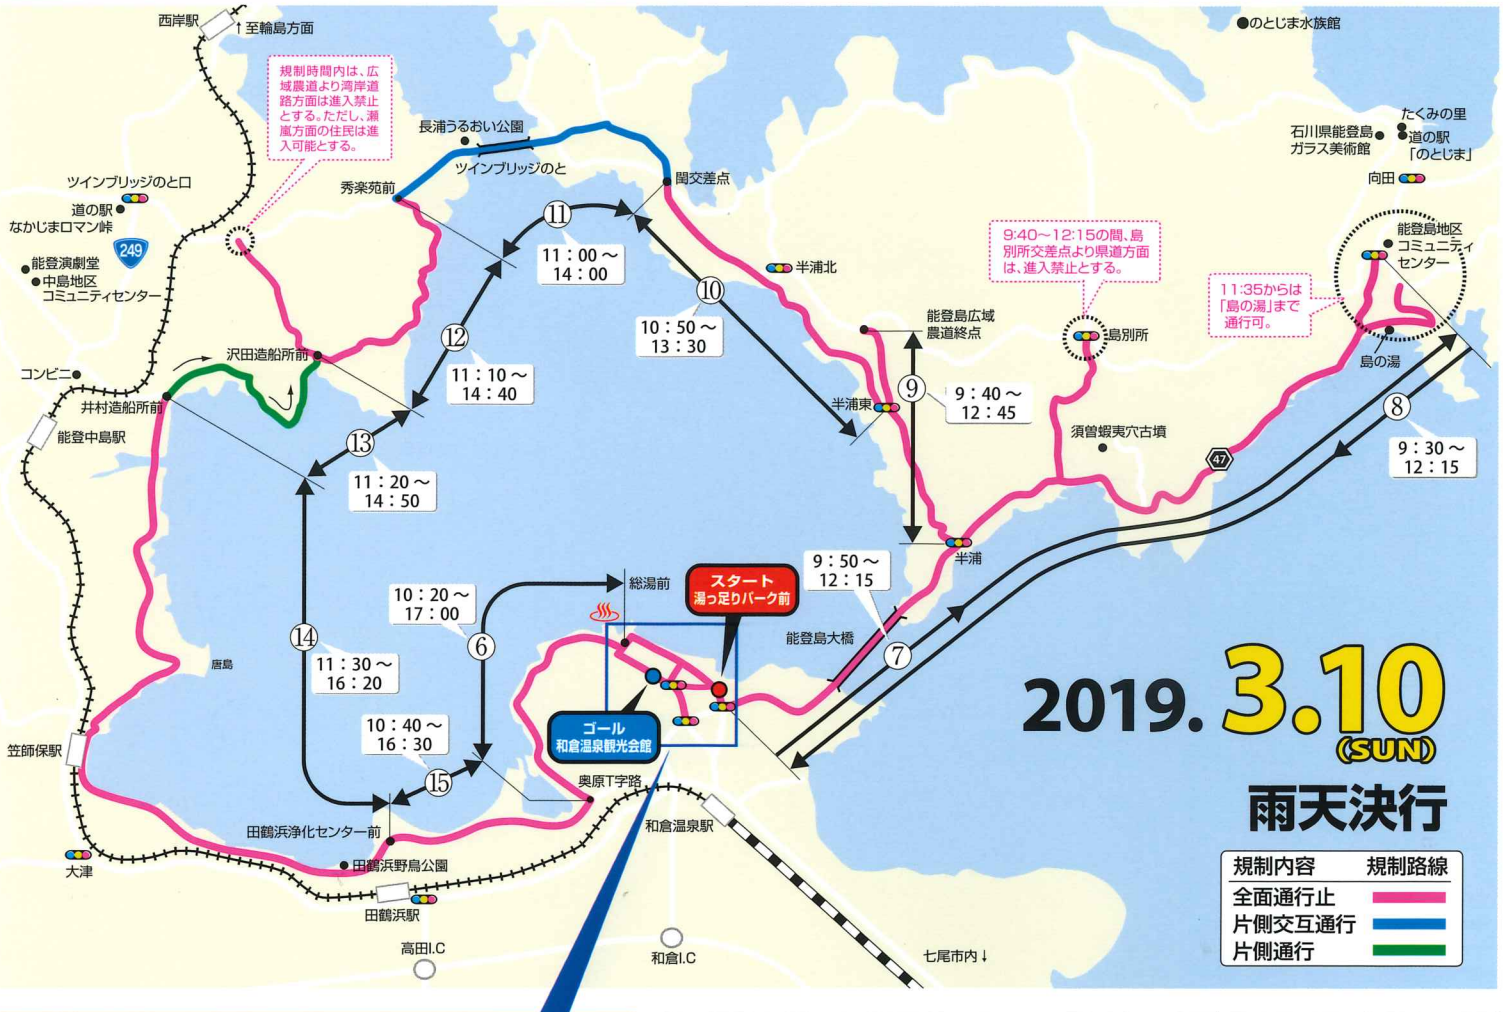 西岸駅
↑至輪島方面
●のとじま水族館
規制時間内は、広
域農道より湾岸道
路方面は進入禁止
とする。ただし、瀬
嵐方面の住民は進
入可能とする。
長浦うるおい公園
ツインブリッジのと
たくみの里
石川県能登島
ガラス美術館
道の駅
「のとじま」
向田
ツインブリッジのと口
道の駅
なかじまロマン峠
249
秀楽苑前
閨交差点
⑪
11:00～
14:00
9:40～12:15の間、島
別所交差点より県道方面
は、進入禁止とする。
能登島地区
コミュニティ
センター
能登演劇堂
中島地区
コミュニティセンター
半浦北
⑩
10:50～
13:30
11:35からは
「島の湯」まで
通行可。
能登島広域
農道終点
島別所
島の湯
沢田造船所前
⑫
11:10～
14:40
コンビニ
井村造船所前
⑨
9:40～
12:45
半浦東
⑧
9:30～
12:15
能登中島駅
⑬
11:20～
14:50
須曽蝦夷穴古墳
47
半浦
9:50～
12:15
⑦
能登島大橋
総湯前
スタート
湯っ足りパーク前
10:20～
17:00
⑥
⑭
11:30～
16:20
唐島
10:40～
16:30
⑮
ゴール
和倉温泉観光会館
2019. 3.10
(SUN)
雨天決行
笠師保駅
奥原T字路
田鶴浜浄化センター前
和倉温泉駅
大津
田鶴浜野鳥公園
田鶴浜駅
高田I.C
和倉I.C
七尾市内↓
規制内容 規制路線
全面通行止
片側交互通行
片側通行